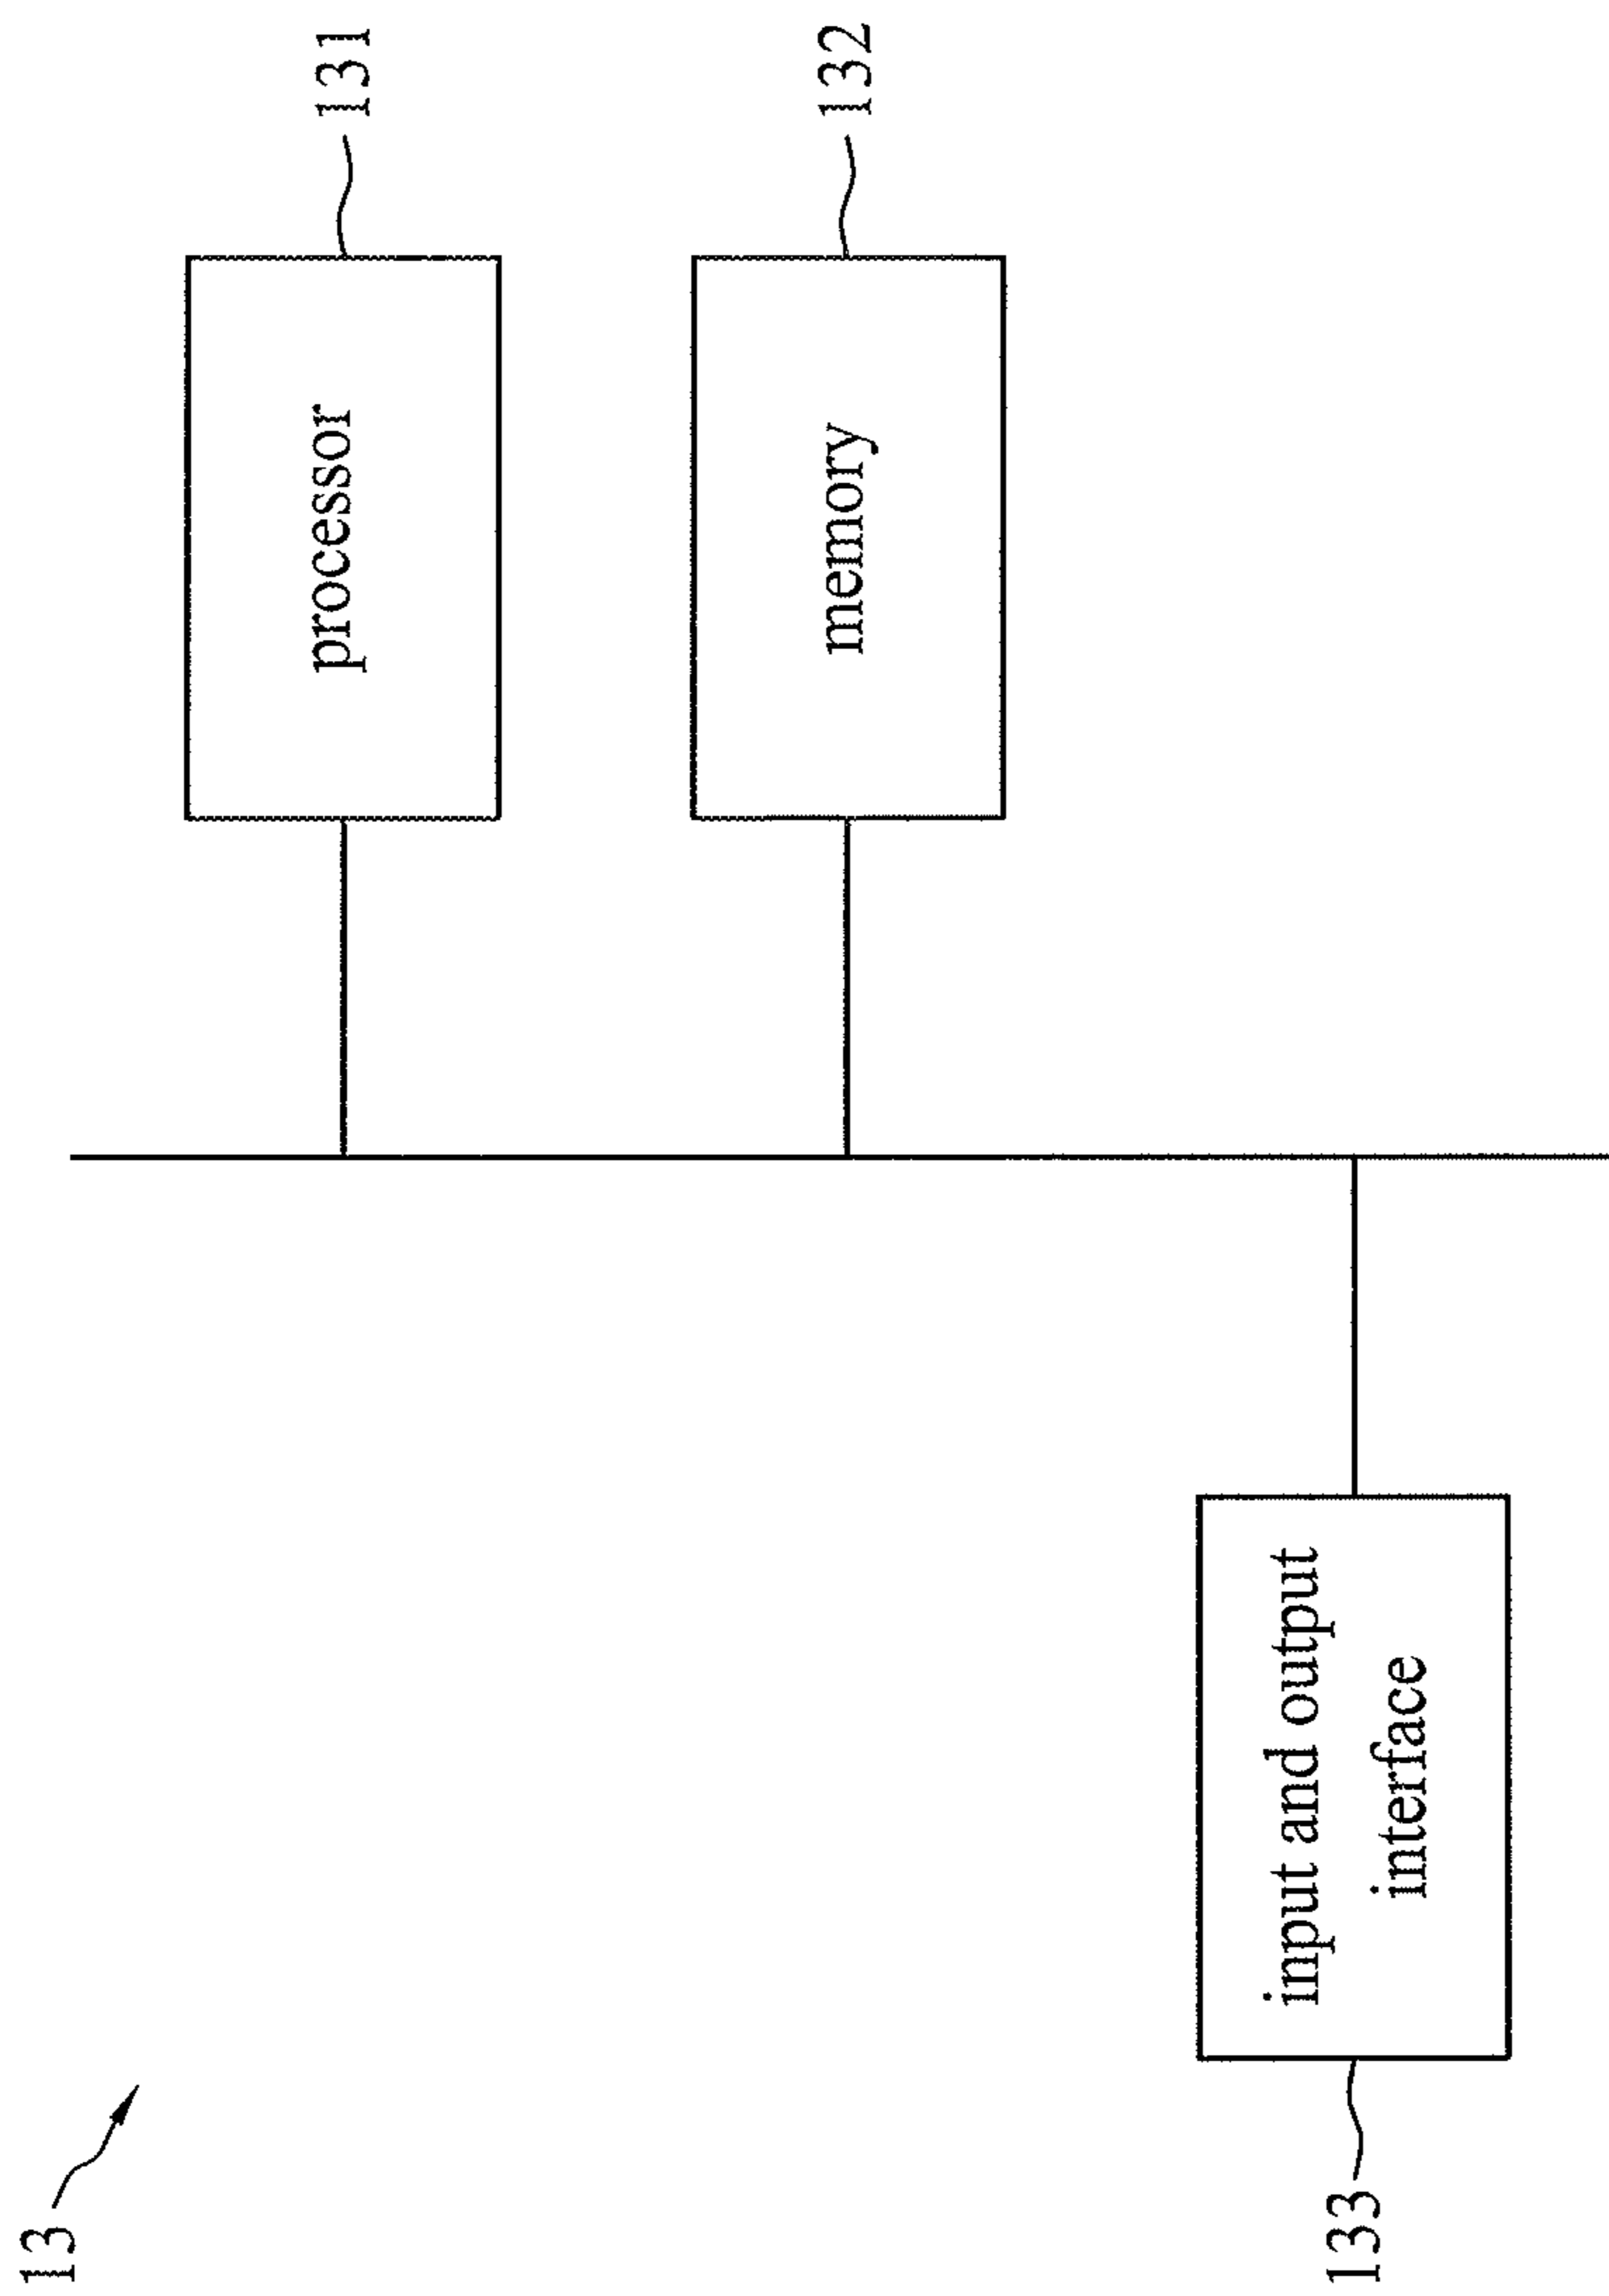 13
processor
131
memory
132
input and output
interface
133